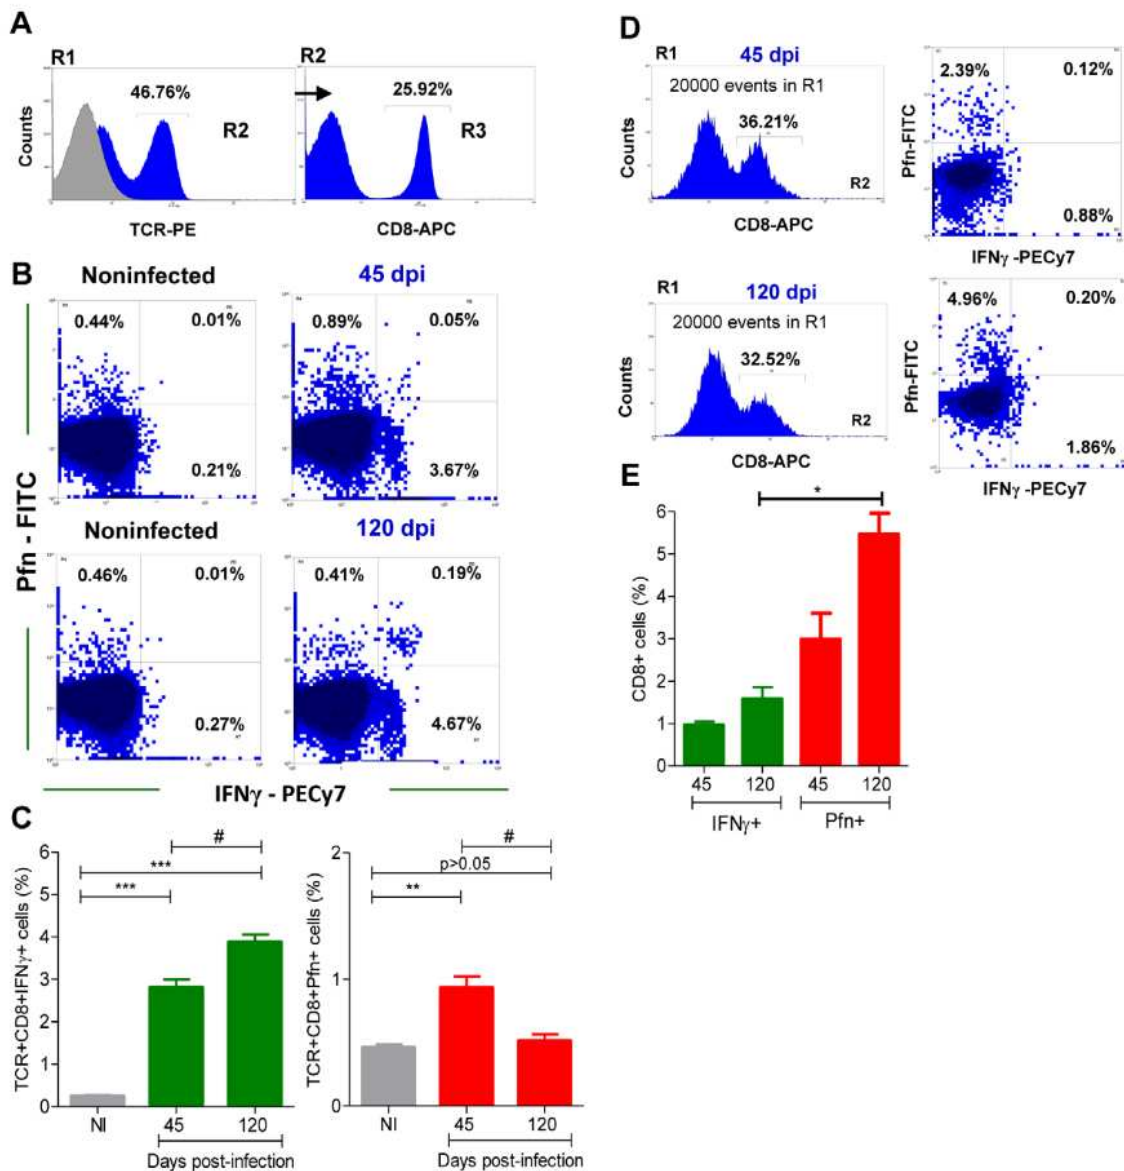 A
R1
46.76%
R2
Counts
TCR-PE
R2
25.92%
R3
CD8-APC
B
Noninfected
45 dpi
0.44%
0.01%
0.21%
0.89%
0.05%
3.67%
Noninfected
120 dpi
0.46%
0.01%
0.27%
0.41%
0.19%
4.67%
Pfn - FITC
IFNγ - PECy7
C
TCR+CD8+IFNγ+ cells (%)
6
5
4
3
2
1
0
#
***
***
NI
45
120
Days post-infection
TCR+CD8+Pfn+ cells (%)
2
1
0
#
p>0.05
**
NI
45
120
Days post-infection
D
R1
45 dpi
20000 events in R1
36.21%
R2
Counts
CD8-APC
2.39%
0.12%
0.88%
Pfn-FITC
IFNγ -PECy7
R1
120 dpi
20000 events in R1
32.52%
R2
Counts
CD8-APC
4.96%
0.20%
1.86%
Pfn-FITC
IFNγ -PECy7
E
*
CD8+ cells (%)
6
5
4
3
2
1
0
45
120
45
120
IFNγ+
Pfn+